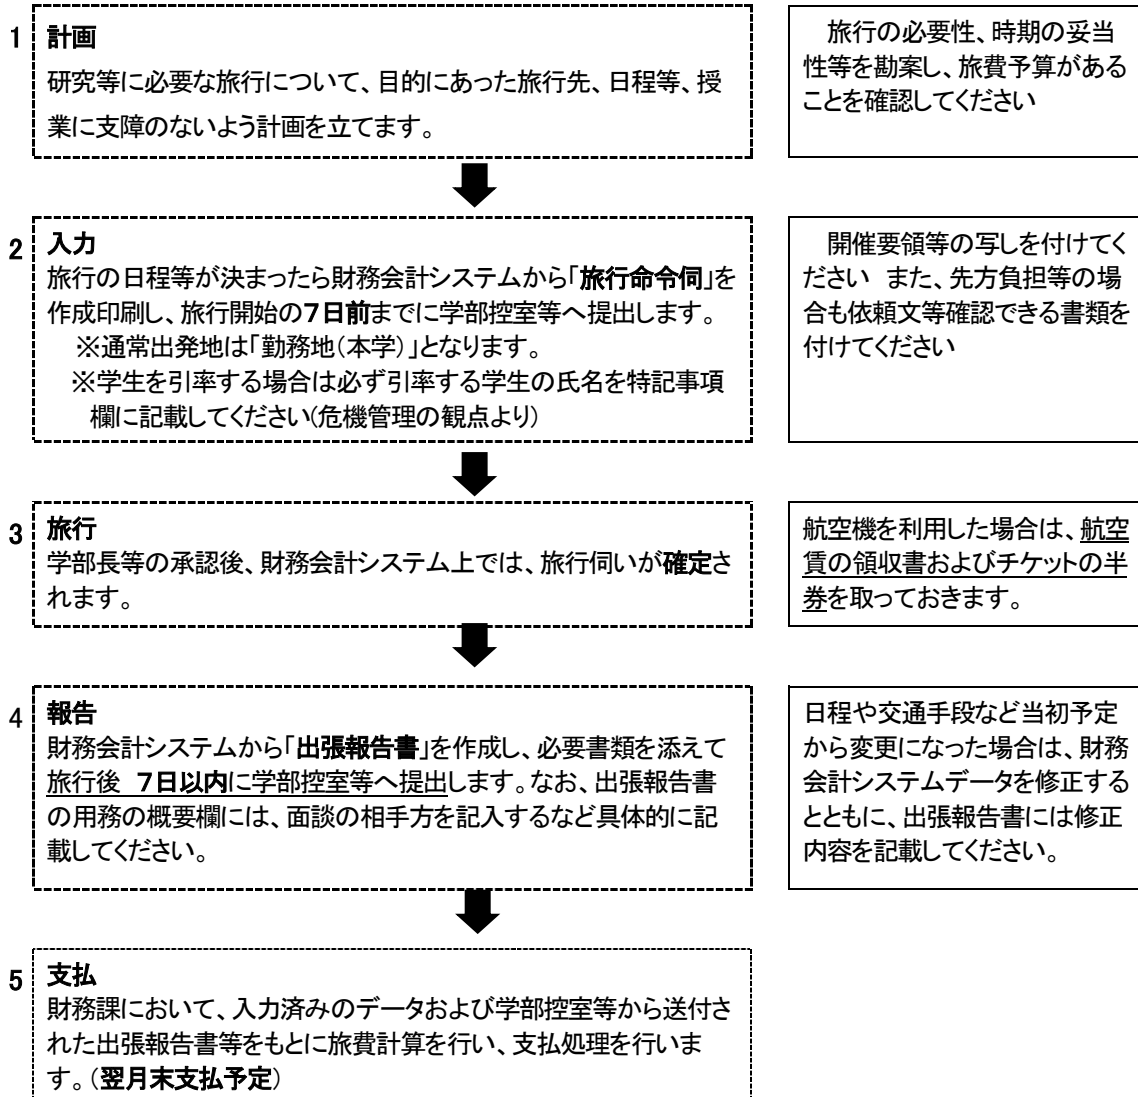 1 計画
研究等に必要な旅行について、目的にあった旅行先、日程等、授
業に支障のないよう計画を立てます。
旅行の必要性、時期の妥当
性等を勘案し、旅費予算がある
ことを確認してください
2 入力
旅行の日程等が決まったら財務会計システムから「旅行命令伺」を
作成印刷し、旅行開始の7日前までに学部控室等へ提出します。
※通常出発地は「勤務地(本学)」となります。
※学生を引率する場合は必ず引率する学生の氏名を特記事項
欄に記載してください(危機管理の観点より)
開催要領等の写しを付けてく
ださい また、先方負担等の場
合も依頼文等確認できる書類を
付けてください
3 旅行
学部長等の承認後、財務会計システム上では、旅行伺いが確定さ
れます。
航空機を利用した場合は、航空
賃の領収書およびチケットの半
券を取っておきます。
4 報告
財務会計システムから「出張報告書」を作成し、必要書類を添えて
旅行後 7日以内に学部控室等へ提出します。なお、出張報告書
の用務の概要欄には、面談の相手方を記入するなど具体的に記
載してください。
日程や交通手段など当初予定
から変更になった場合は、財務
会計システムデータを修正する
とともに、出張報告書には修正
内容を記載してください。
5 支払
財務課において、入力済みのデータおよび学部控室等から送付さ
れた出張報告書等をもとに旅費計算を行い、支払処理を行いま
す。(翌月末支払予定)